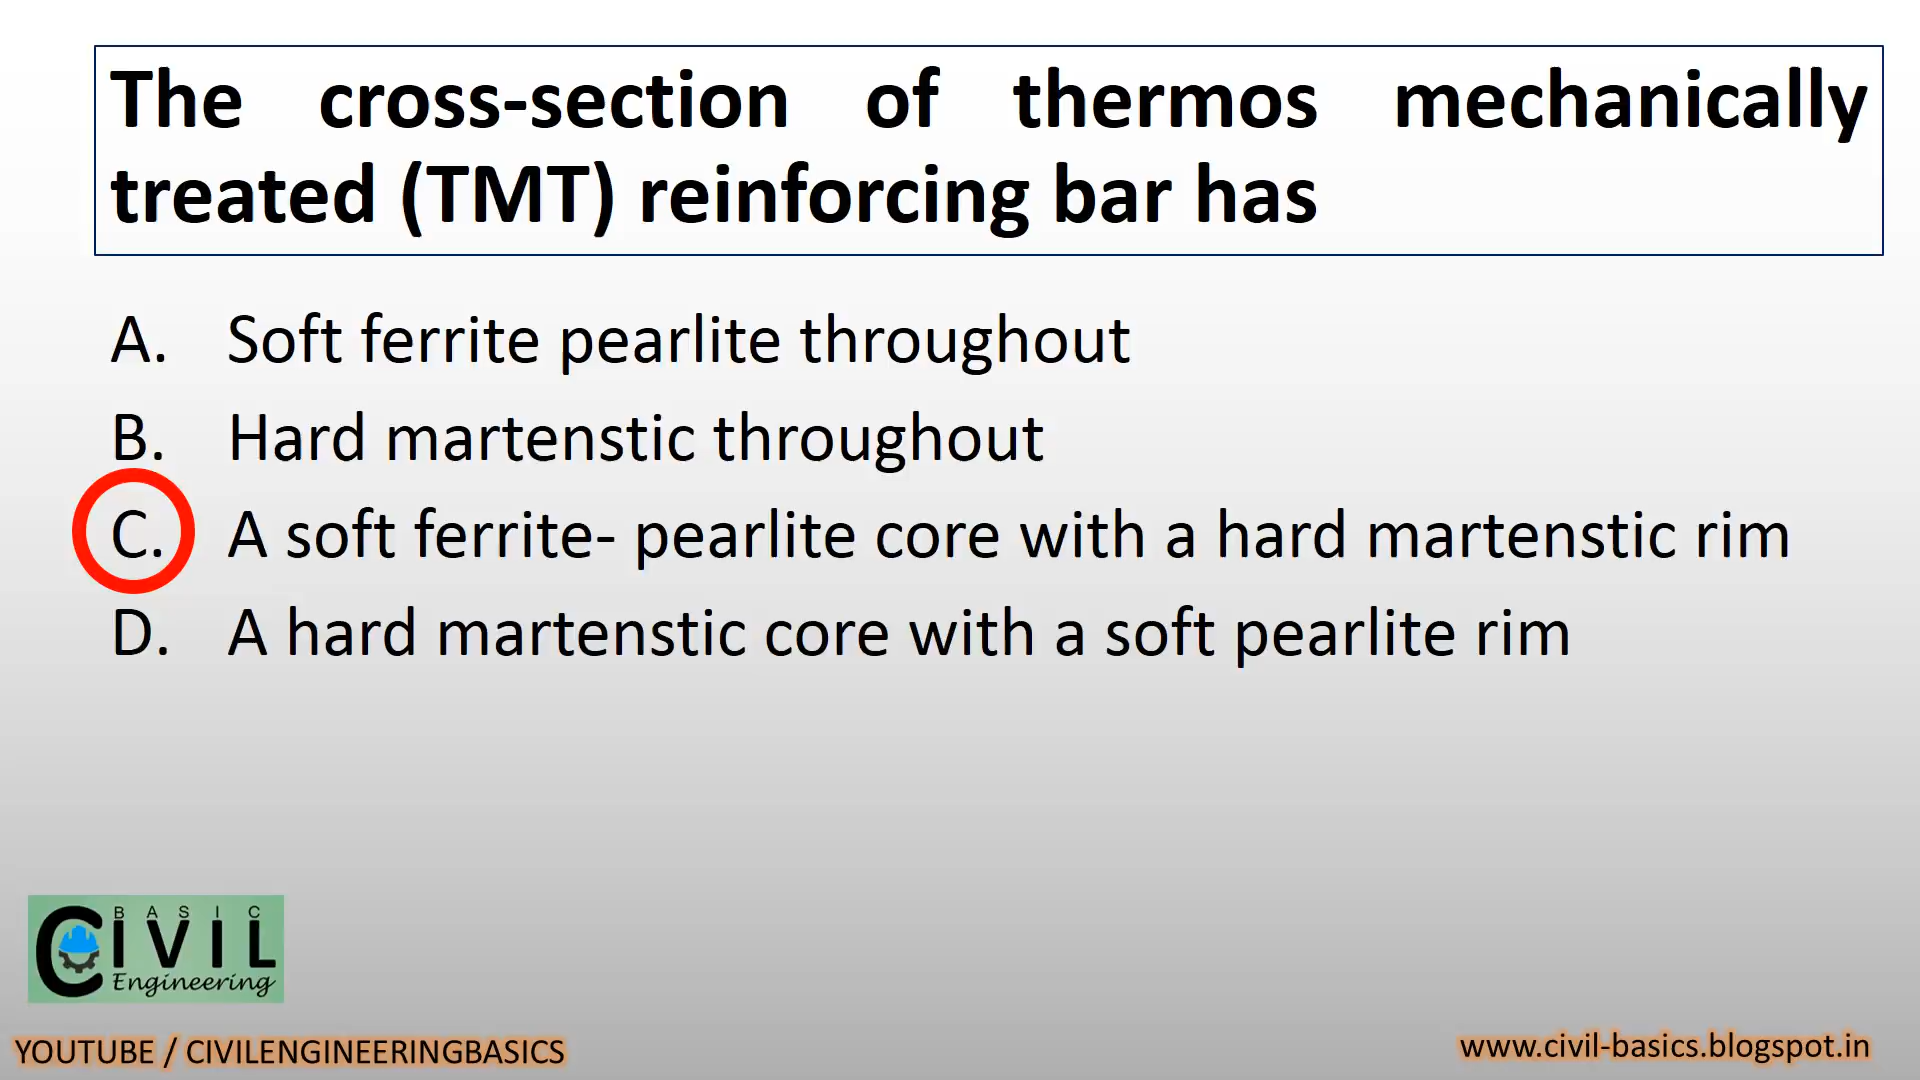 The cross-section of thermos mechanically
treated (TMT) reinforcing bar has
A. Soft ferrite pearlite throughout
B. Hard martenstic throughout
C. A soft ferrite- pearlite core with a hard martenstic rim
D. A hard martenstic core with a soft pearlite rim
BASIC
CIVIL
Engineering
YOUTUBE / CIVILENGINEERINGBASICS
www.civil-basics.blogspot.in